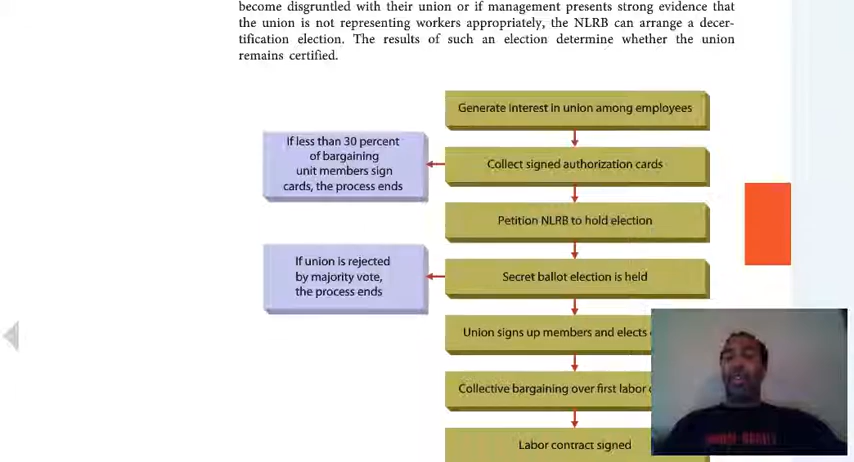 become disgruntled with their union or if management presents strong evidence that
the union is not representing workers appropriately, the NLRB can arrange a decer-
tification election. The results of such an election determine whether the union
remains certified.
Generate interest in union among employees
If less than 30 percent
of bargaining
unit members sign
cards, the process ends
Collect signed authorization cards
Petition NLRB to hold election
If union is rejected
by majority vote,
the process ends
Secret ballot election is held
Union signs up members and elects
Collective bargaining over first labor
Labor contract signed